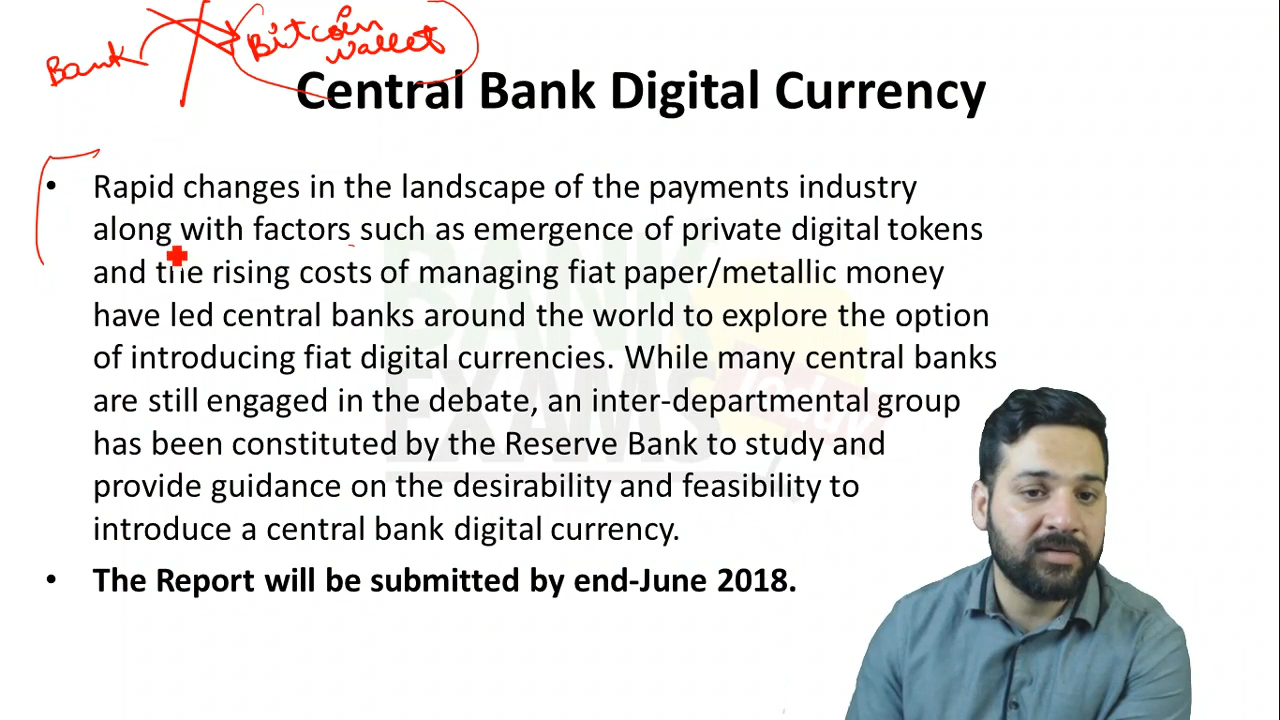 Bank
Bitcoin
wallet
Central Bank Digital Currency
• Rapid changes in the landscape of the payments industry
along with factors such as emergence of private digital tokens
and the rising costs of managing fiat paper/metallic money
have led central banks around the world to explore the option
of introducing fiat digital currencies. While many central banks
are still engaged in the debate, an inter-departmental group
has been constituted by the Reserve Bank to study and
provide guidance on the desirability and feasibility to
introduce a central bank digital currency.
• The Report will be submitted by end-June 2018.
BANK
EXAMS
Today